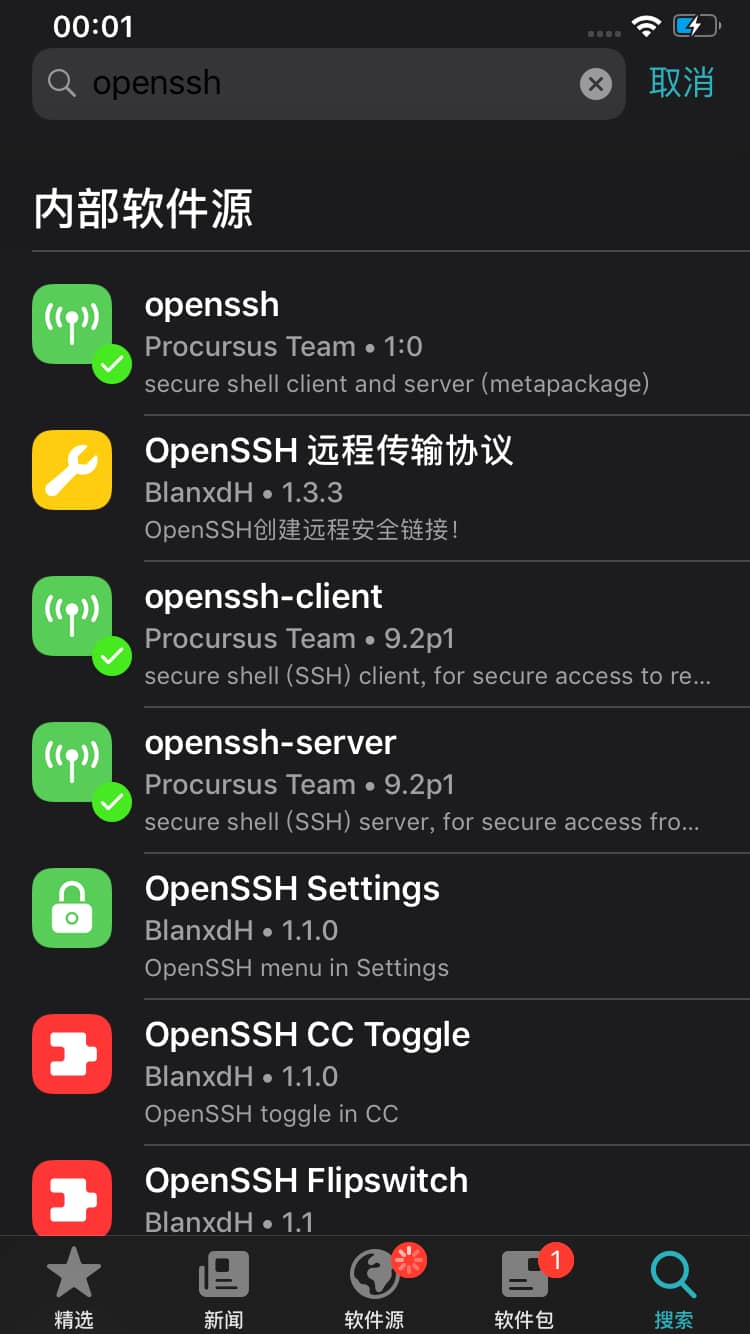 00:01
openssh
取消
内部软件源
openssh
Procursus Team • 1:0
secure shell client and server (metapackage)
OpenSSH 远程传输协议
BlanxdH • 1.3.3
OpenSSH创建远程安全链接!
openssh-client
Procursus Team • 9.2p1
secure shell (SSH) client, for secure access to re...
openssh-server
Procursus Team • 9.2p1
secure shell (SSH) server, for secure access fro...
OpenSSH Settings
BlanxdH • 1.1.0
OpenSSH menu in Settings
OpenSSH CC Toggle
BlanxdH • 1.1.0
OpenSSH toggle in CC
OpenSSH Flipswitch
BlanxdH • 1.1
1
精选
新闻
软件源
软件包
搜索